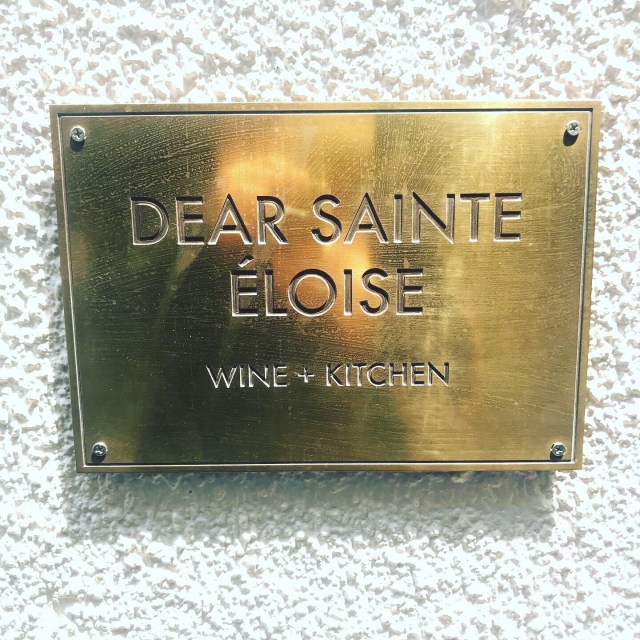 DEAR SAINTE
ÉLOISE
WINE + KITCHEN